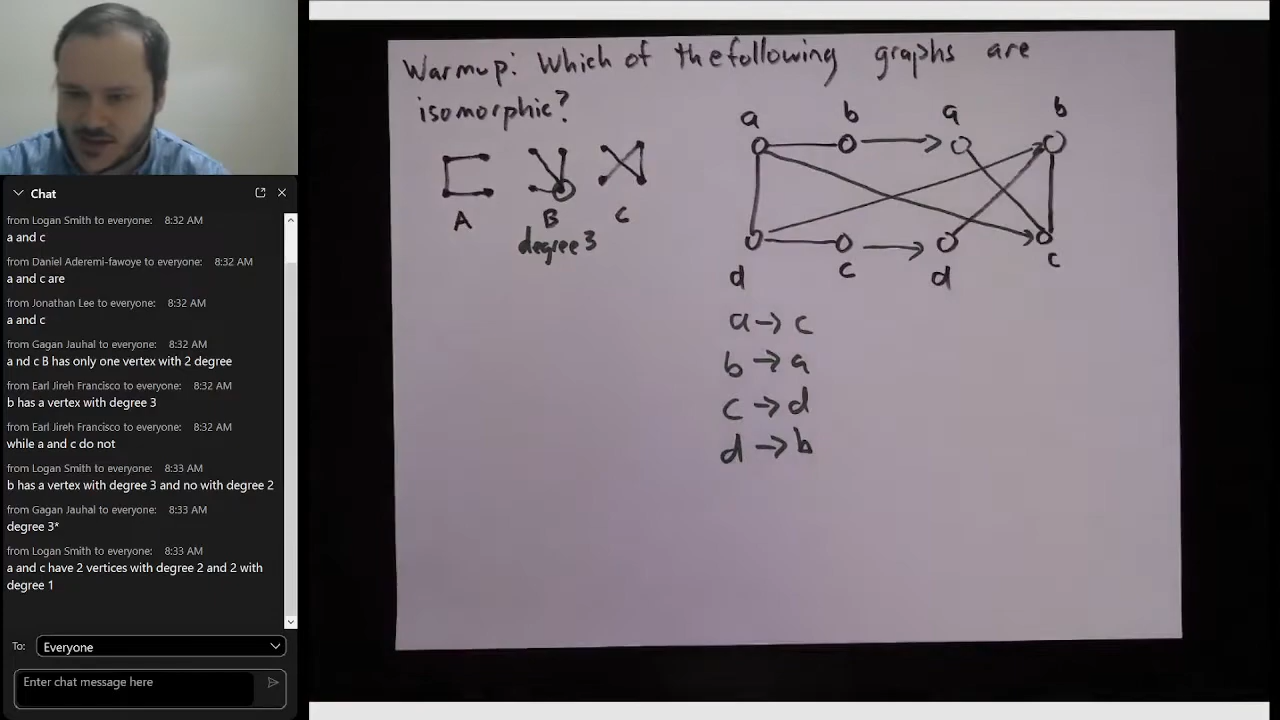 Warmup: Which of the following graphs are
isomorphic?
A B C
degree 3
a b a b
d c d c
a → c
b → a
c → d
d → b
Chat
from Logan Smith to everyone: 8:32 AM
a and c
from Daniel Aderemi-fawoye to everyone: 8:32 AM
a and c are
from Jonathan Lee to everyone: 8:32 AM
a and c
from Gagan Jauhal to everyone: 8:32 AM
a nd c B has only one vertex with 2 degree
from Earl Jireh Francisco to everyone: 8:32 AM
b has a vertex with degree 3
from Earl Jireh Francisco to everyone: 8:32 AM
while a and c do not
from Logan Smith to everyone: 8:33 AM
b has a vertex with degree 3 and no with degree 2
from Gagan Jauhal to everyone: 8:33 AM
degree 3*
from Logan Smith to everyone: 8:33 AM
a and c have 2 vertices with degree 2 and 2 with
degree 1
To: Everyone
Enter chat message here